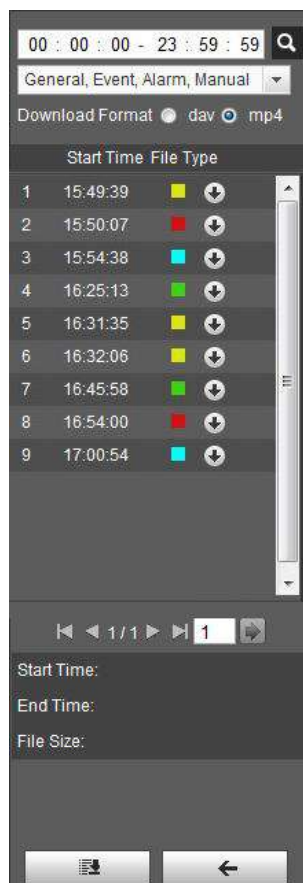 00 : 00 : 00 - 23 : 59 : 59
General, Event, Alarm, Manual
Download Format dav mp4
Start Time File Type
1 15:49:39
2 15:50:07
3 15:54:38
4 16:25:13
5 16:31:35
6 16:32:06
7 16:45:58
8 16:54:00
9 17:00:54
1/1 1
Start Time:
End Time:
File Size: